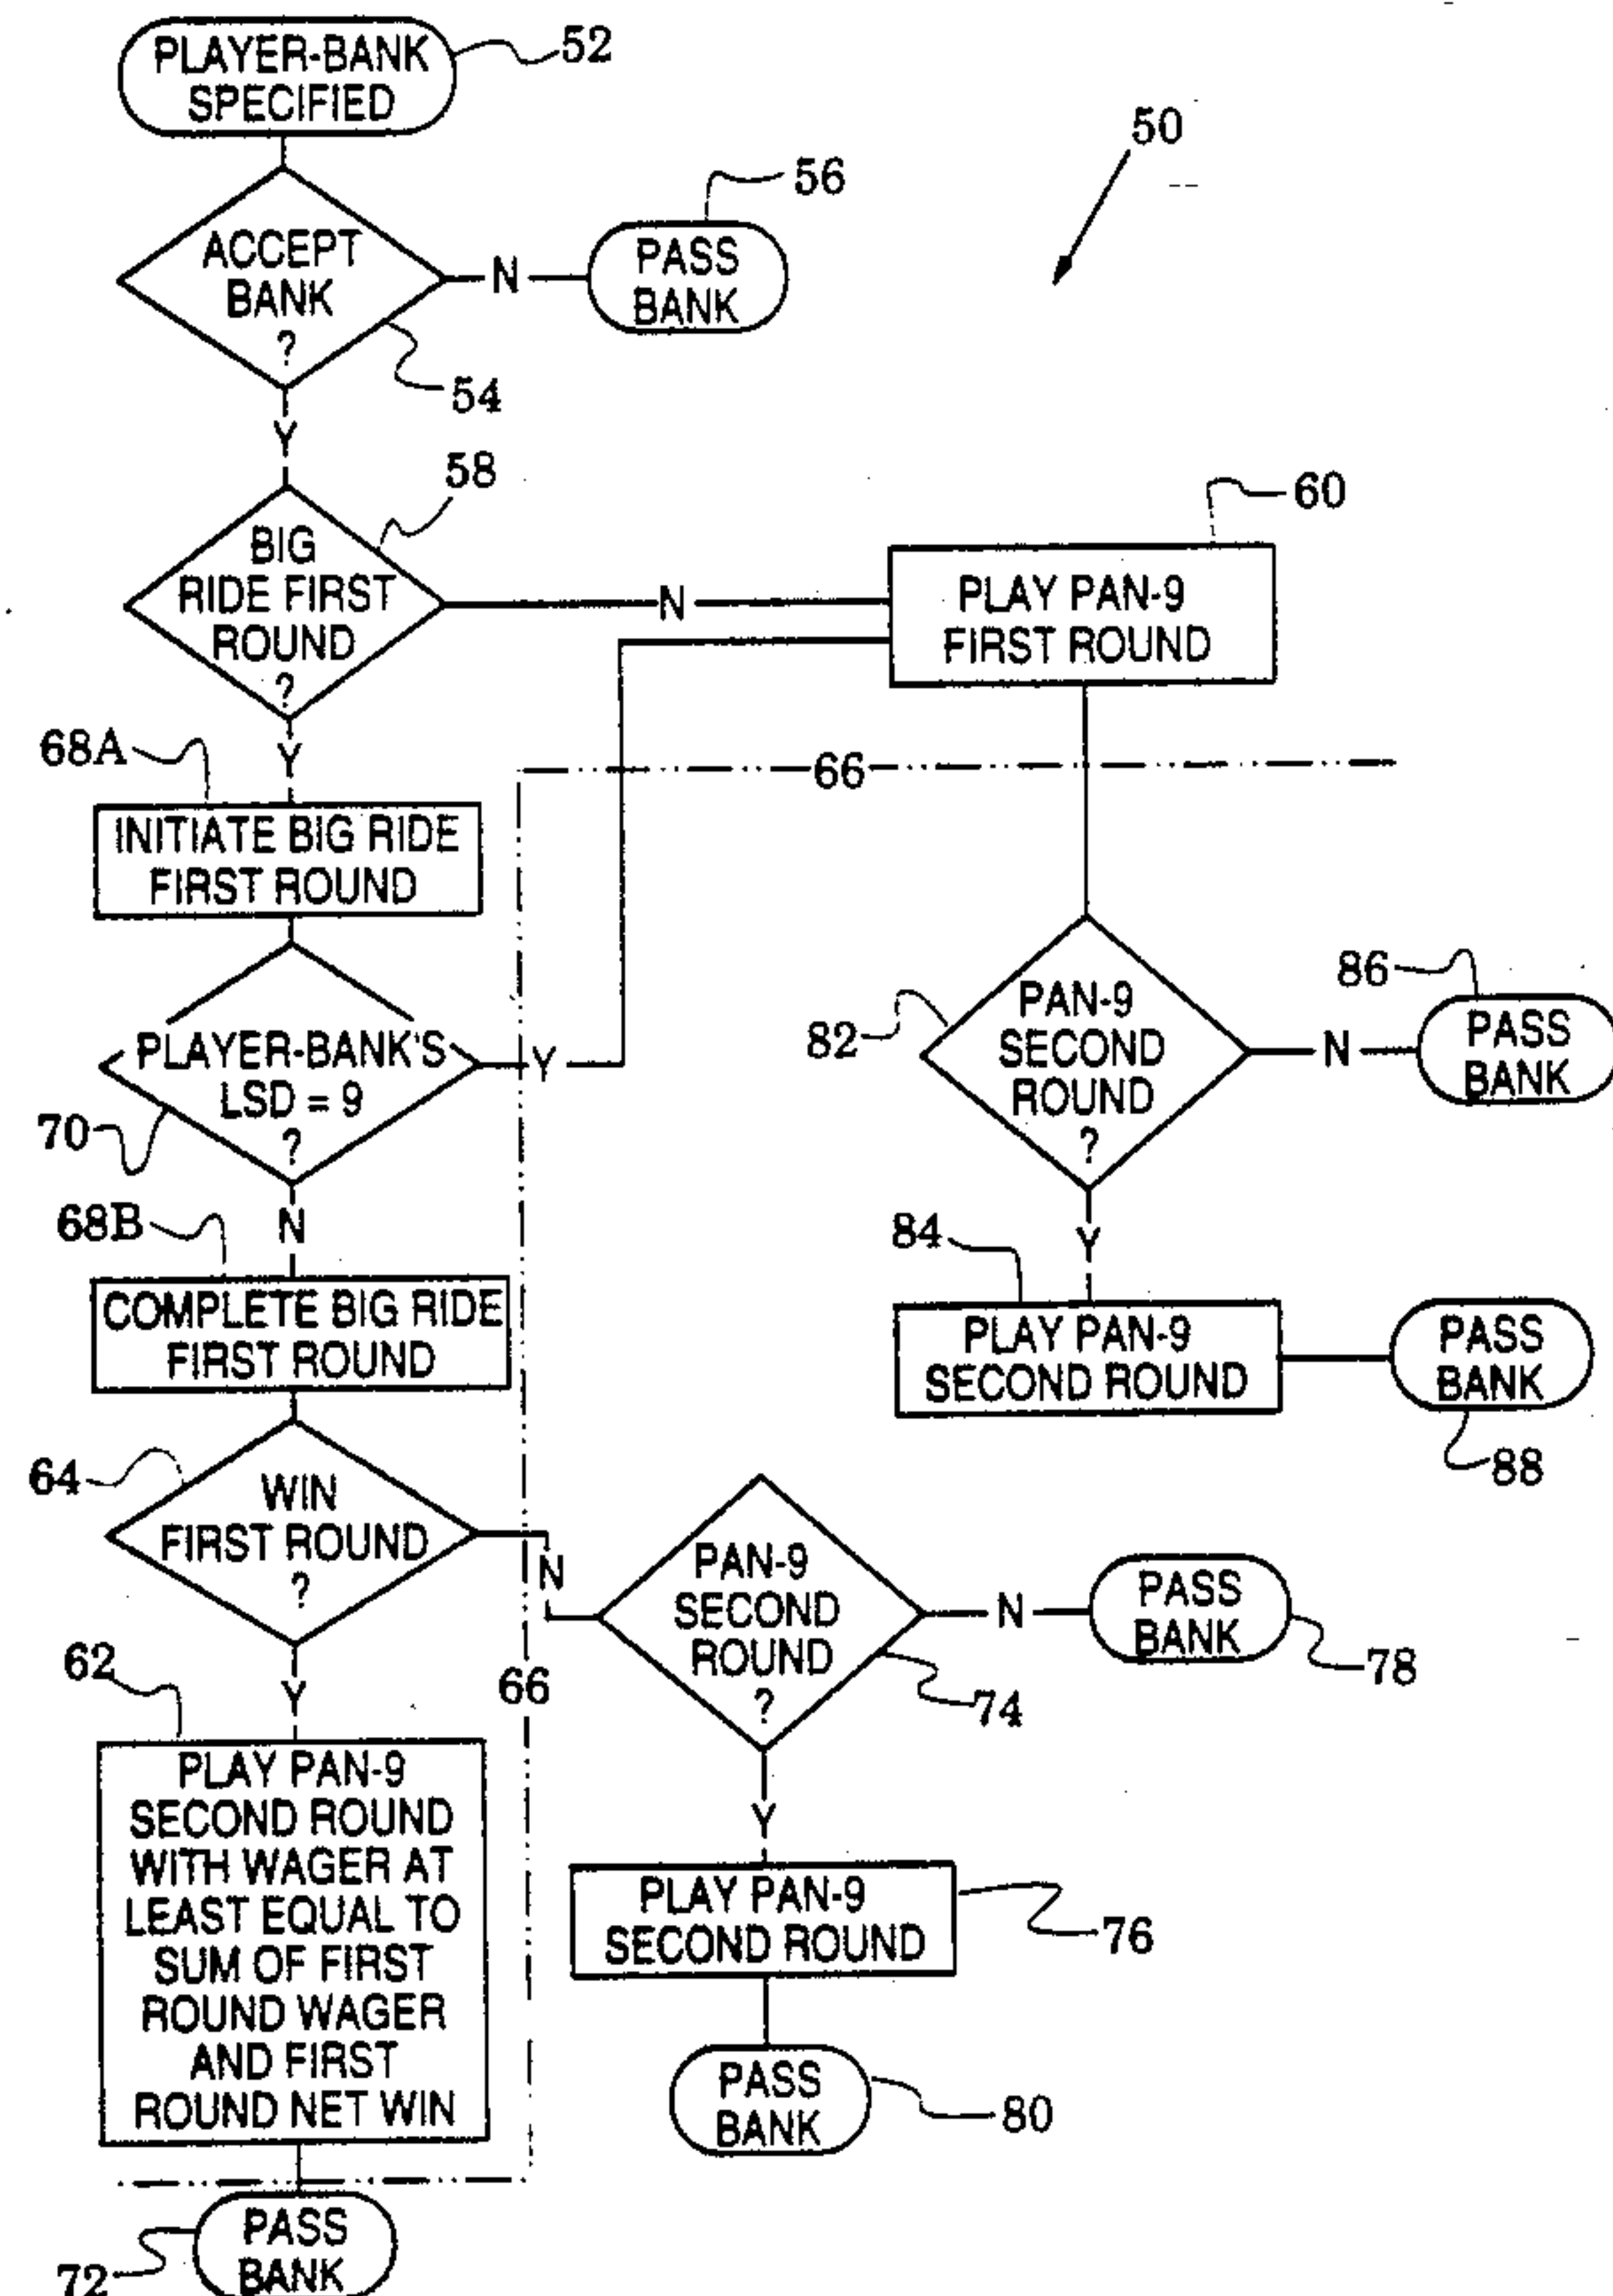 PLAYER-BANK
SPECIFIED
52
50
56
ACCEPT
BANK
?
N
PASS
BANK
54
Y
58
60
BIG
RIDE FIRST
ROUND
?
N
PLAY PAN-9
FIRST ROUND
68A
Y
66
INITIATE BIG RIDE
FIRST ROUND
86
82
PAN-9
SECOND
ROUND
?
N
PASS
BANK
PLAYER-BANK'S
LSD = 9
?
Y
70
68B
N
84
Y
COMPLETE BIG RIDE
FIRST ROUND
PLAY PAN-9
SECOND ROUND
PASS
BANK
88
64
WIN
FIRST ROUND
?
N
PAN-9
SECOND
ROUND
?
N
PASS
BANK
78
74
62
Y
66
Y
PLAY PAN-9
SECOND ROUND
WITH WAGER AT
LEAST EQUAL TO
SUM OF FIRST
ROUND WAGER
AND FIRST
ROUND NET WIN
PLAY PAN-9
SECOND ROUND
76
PASS
BANK
80
PASS
BANK
72